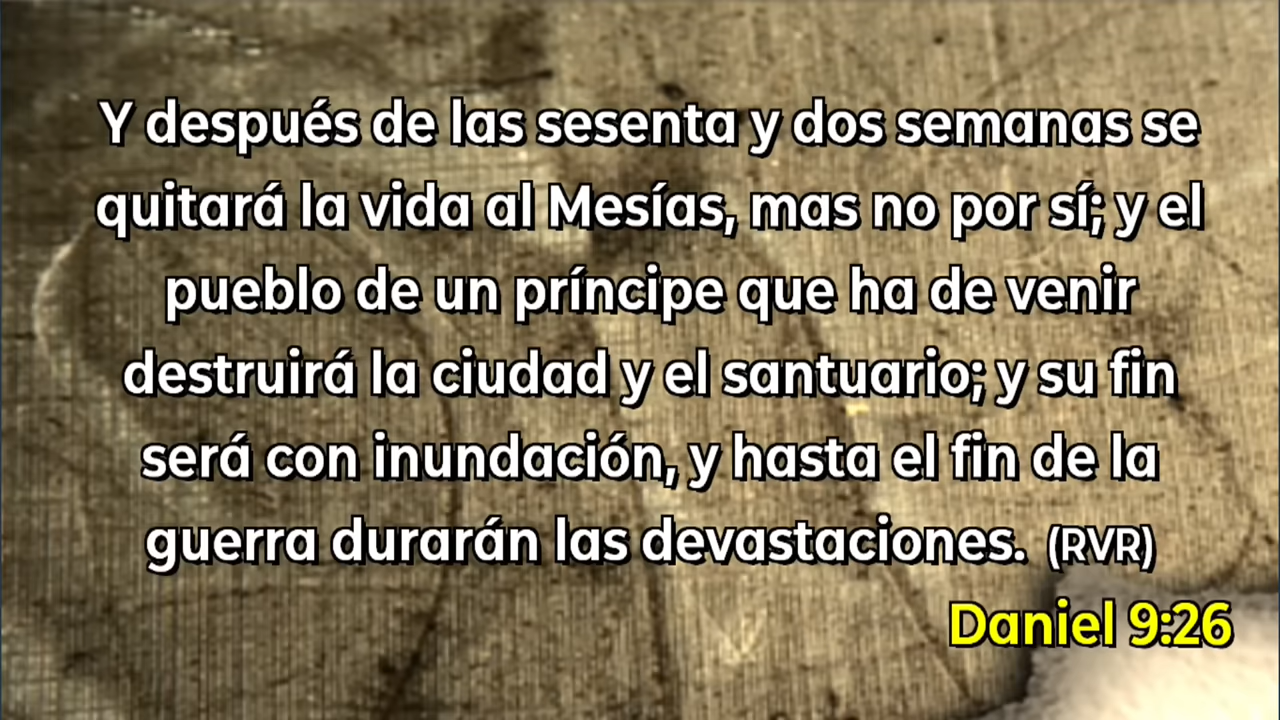 Y después de las sesenta y dos semanas se
quitará la vida al Mesías, mas no por sí; y el
pueblo de un príncipe que ha de venir
destruirá la ciudad y el santuario; y su fin
será con inundación, y hasta el fin de la
guerra durarán las devastaciones. (RVR)
Daniel 9:26